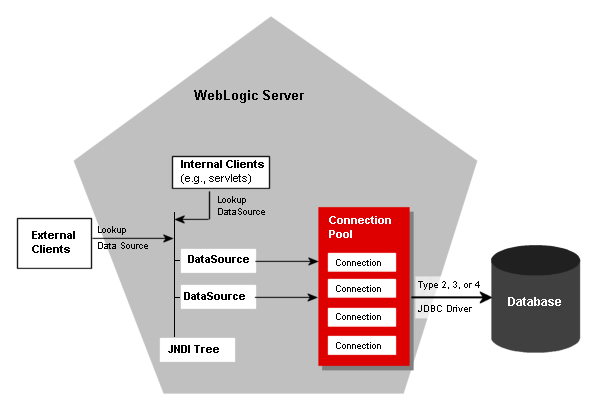 WebLogic Server
Internal Clients
(e.g., servlets)
Lookup
DataSource
External
Clients
Lookup
Data Source
DataSource
DataSource
JNDI Tree
Connection
Pool
Connection
Connection
Connection
Connection
Type 2, 3, or 4
JDBC Driver
Database